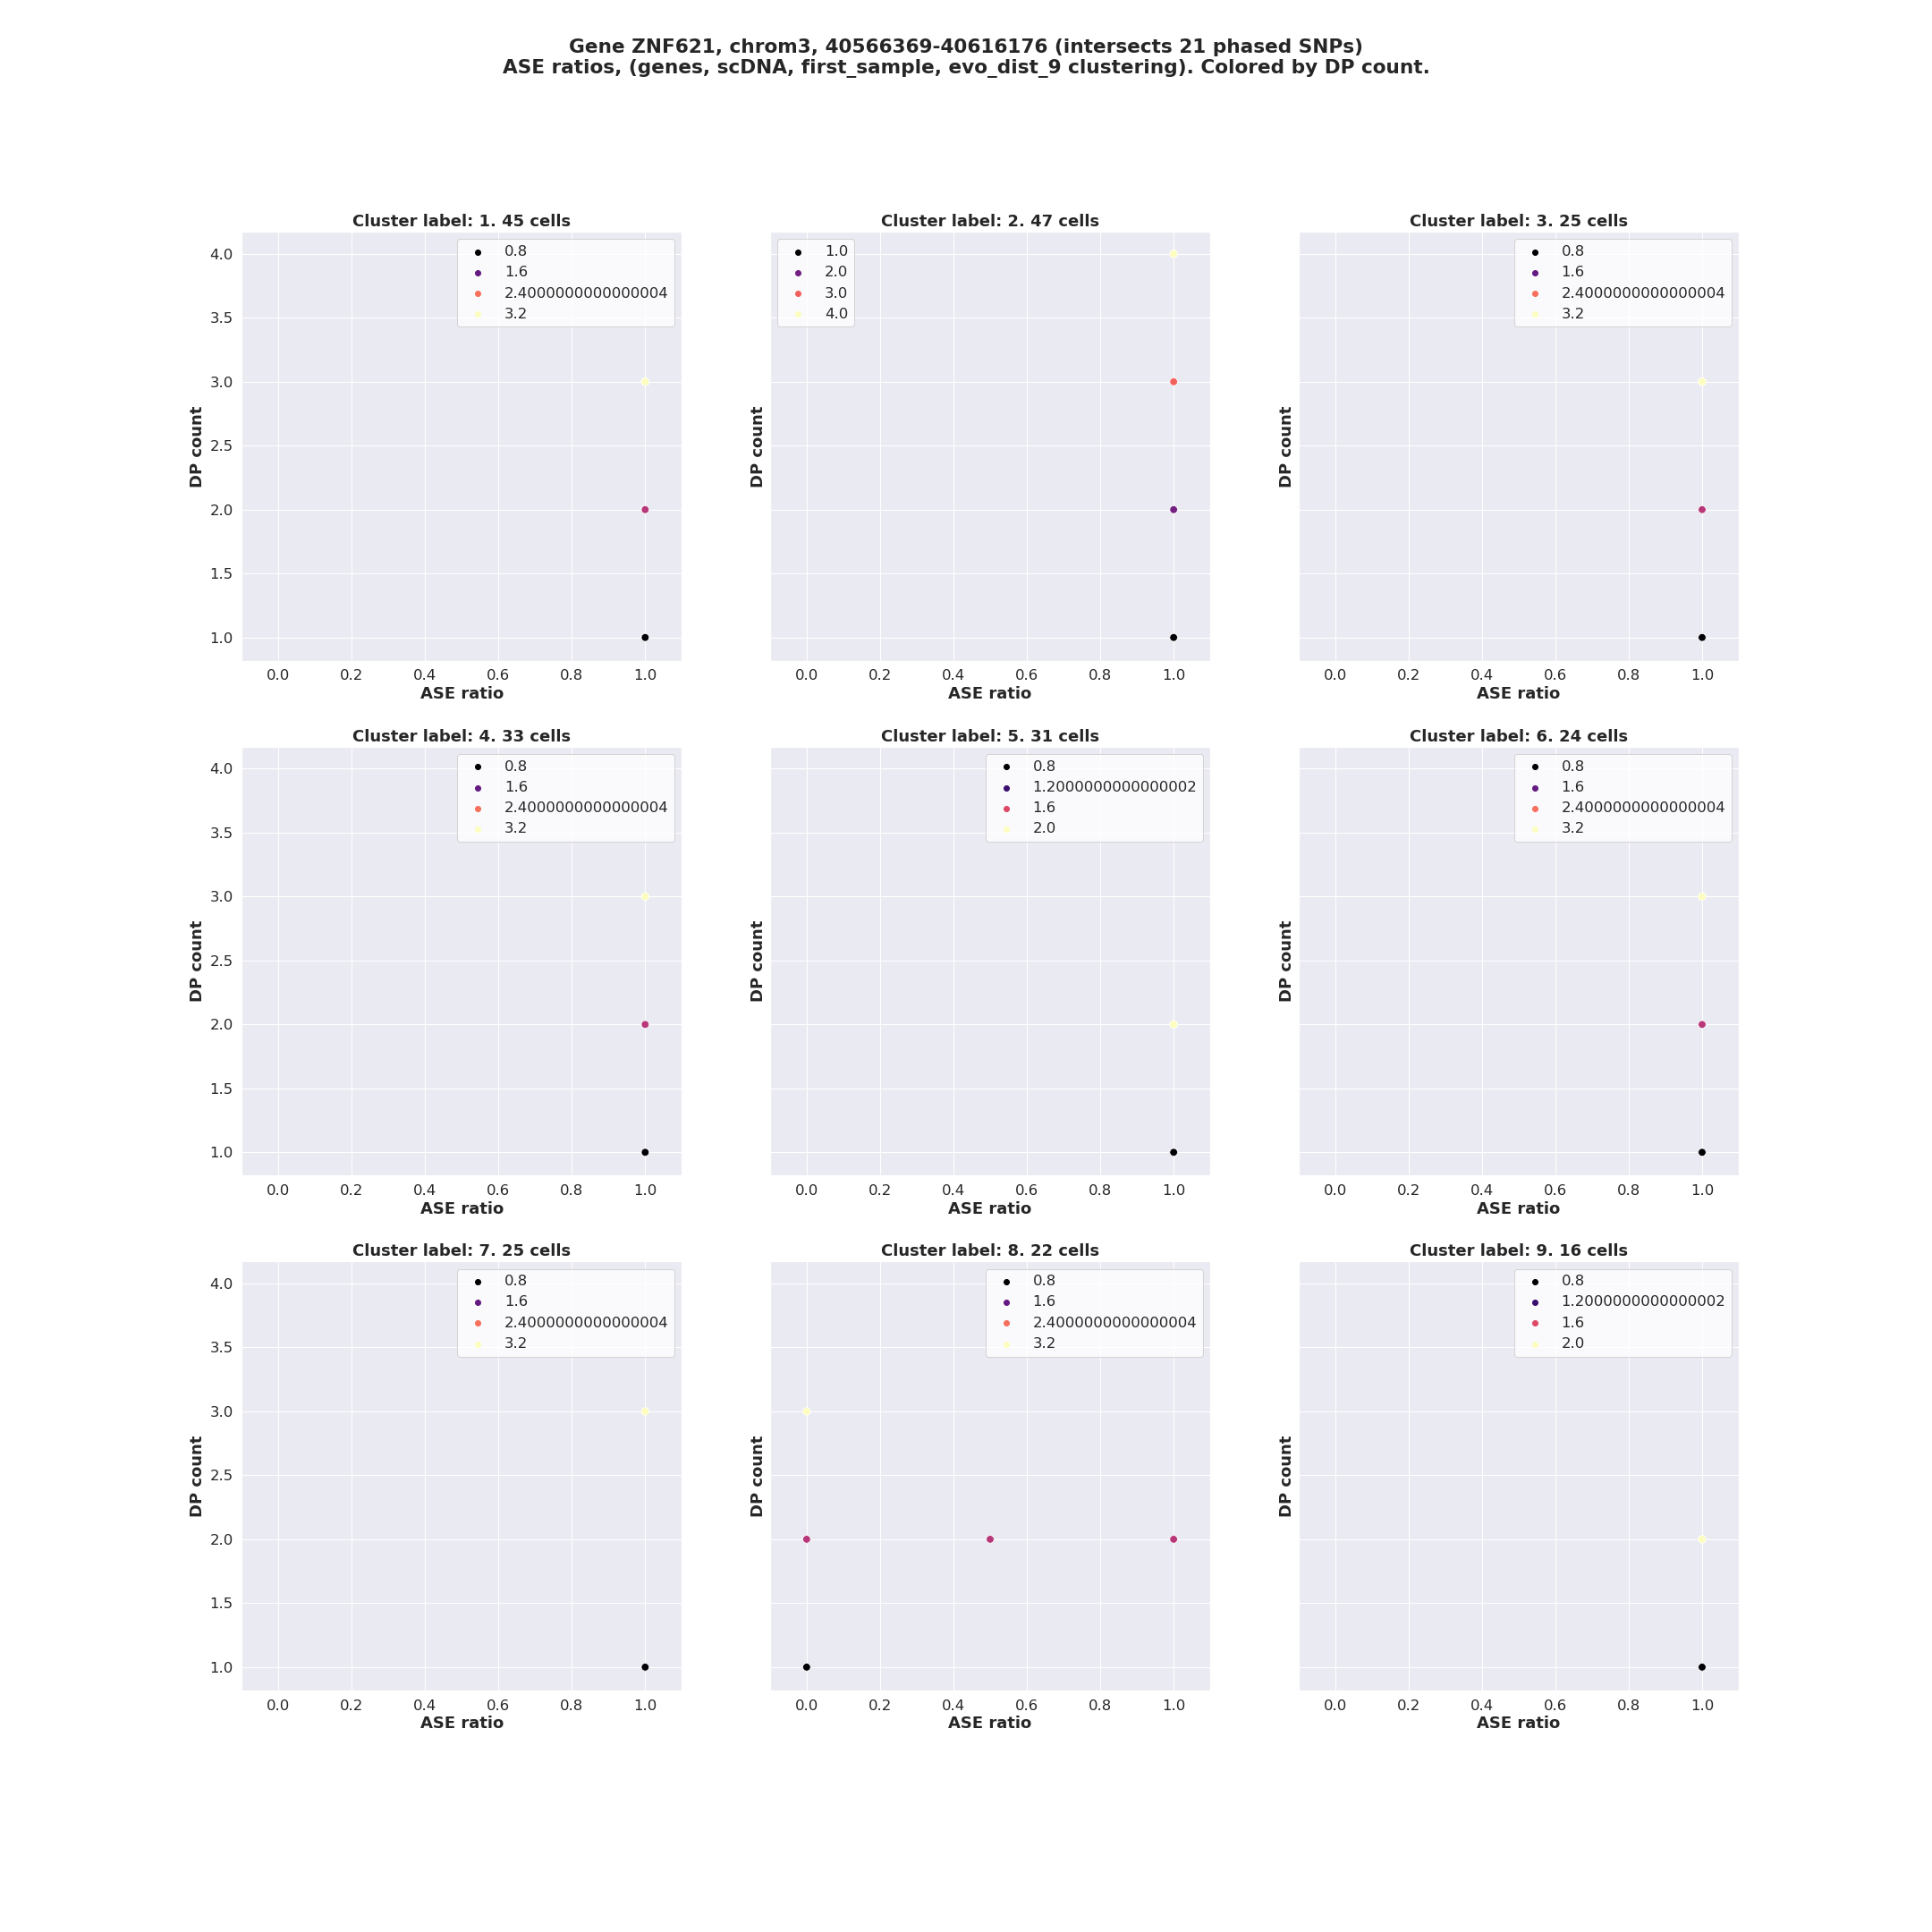 Gene ZNF621, chrom3, 40566369-40616176 (intersects 21 phased SNPs)
ASE ratios, (genes, scDNA, first_sample, evo_dist_9 clustering). Colored by DP count.
Cluster label: 1. 45 cells
0.8
1.6
2.4000000000000004
3.2
4.0
3.5
3.0
2.5
2.0
1.5
1.0
DP count
0.0 0.2 0.4 0.6 0.8 1.0
ASE ratio
Cluster label: 2. 47 cells
1.0
2.0
3.0
4.0
DP count
0.0 0.2 0.4 0.6 0.8 1.0
ASE ratio
Cluster label: 3. 25 cells
0.8
1.6
2.4000000000000004
3.2
DP count
0.0 0.2 0.4 0.6 0.8 1.0
ASE ratio
Cluster label: 4. 33 cells
0.8
1.6
2.4000000000000004
3.2
4.0
3.5
3.0
2.5
2.0
1.5
1.0
DP count
0.0 0.2 0.4 0.6 0.8 1.0
ASE ratio
Cluster label: 5. 31 cells
0.8
1.2000000000000002
1.6
2.0
DP count
0.0 0.2 0.4 0.6 0.8 1.0
ASE ratio
Cluster label: 6. 24 cells
0.8
1.6
2.4000000000000004
3.2
DP count
0.0 0.2 0.4 0.6 0.8 1.0
ASE ratio
Cluster label: 7. 25 cells
0.8
1.6
2.4000000000000004
3.2
4.0
3.5
3.0
2.5
2.0
1.5
1.0
DP count
0.0 0.2 0.4 0.6 0.8 1.0
ASE ratio
Cluster label: 8. 22 cells
0.8
1.6
2.4000000000000004
3.2
DP count
0.0 0.2 0.4 0.6 0.8 1.0
ASE ratio
Cluster label: 9. 16 cells
0.8
1.2000000000000002
1.6
2.0
DP count
0.0 0.2 0.4 0.6 0.8 1.0
ASE ratio